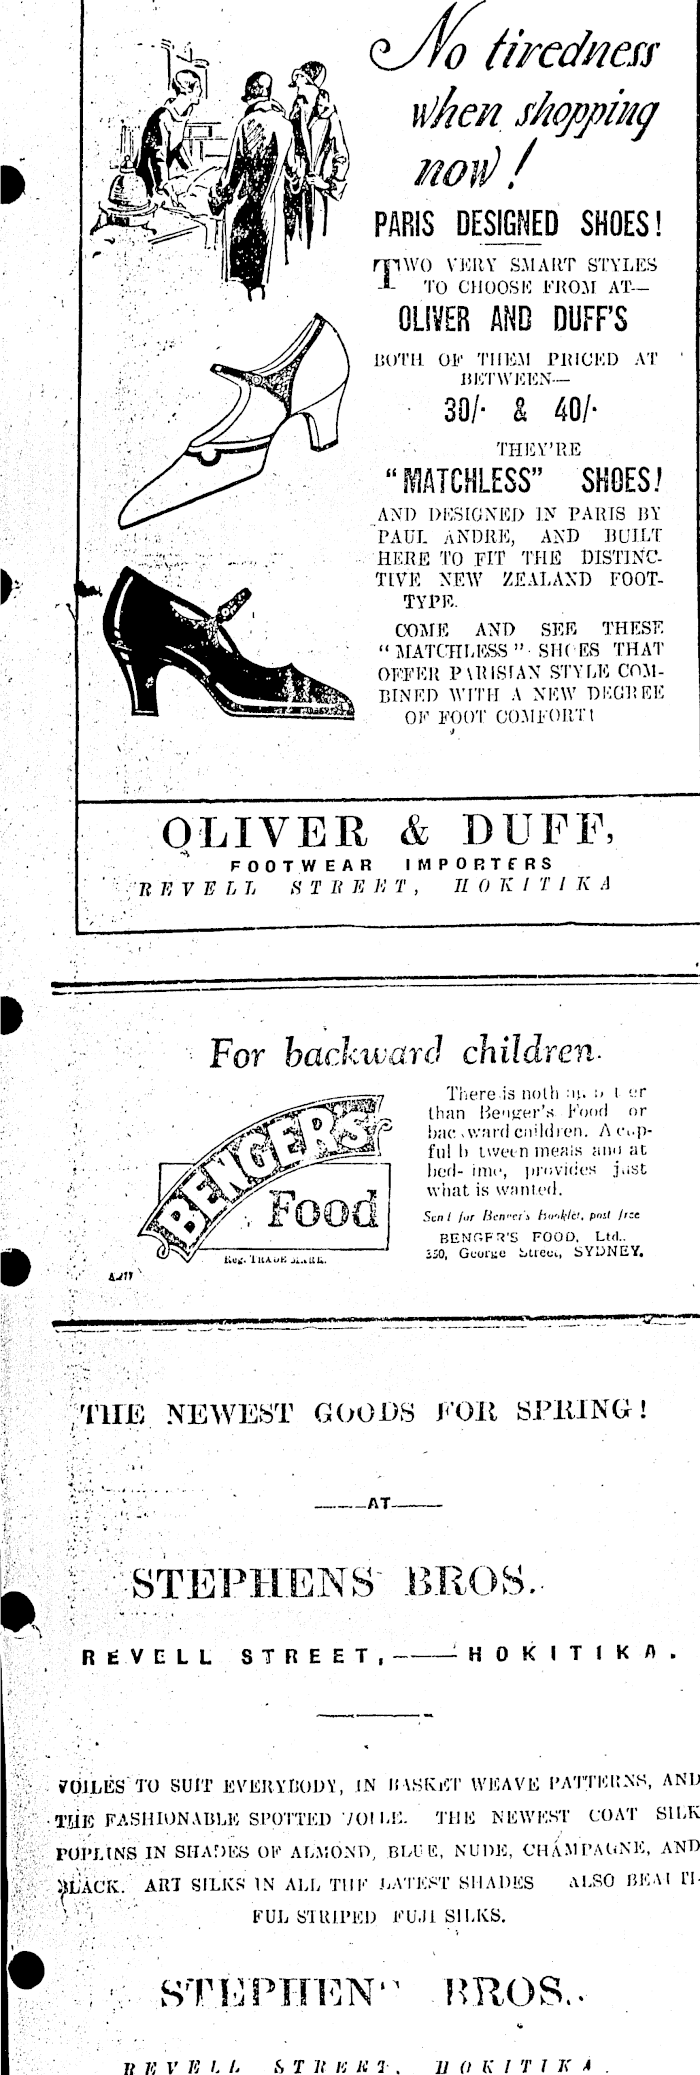 No tiredness
when shopping
now!
PARIS DESIGNED SHOES!
TWO VERY SMART STYLES
TO CHOOSE FROM AT—
OLIVER AND DUFF'S
BOTH OF THEM PRICED AT
BETWEEN—
30/- & 40/-
THEY'RE
"MATCHLESS" SHOES!
AND DESIGNED IN PARIS BY
PAUL ANDRE, AND BUILT
HERE TO FIT THE DISTINC-
TIVE NEW ZEALAND FOOT-
TYPE.
COME AND SEE THESE
"MATCHLESS" SHOES THAT
OFFER PARISIAN STYLE COM-
BINED WITH A NEW DEGREE
OF FOOT COMFORT!
OLIVER & DUFF,
FOOTWEAR IMPORTERS
REVELL STREET, HOKITIKA
For backward children.
BENGER'S
Food
Reg. TRADE MARK.
There is nothing better
than Benger's Food for
backward children. A cup-
ful between meals and at
bed-time, provides just
what is wanted.
Send for Benger's Booklet, post free
BENGER'S FOOD, Ltd.,
350, George Street, SYDNEY.
THE NEWEST GOODS FOR SPRING!
——AT——
STEPHENS BROS.
REVELL STREET,——HOKITIKA.
VOILES TO SUIT EVERYBODY, IN BASKET WEAVE PATTERNS, AND
THE FASHIONABLE SPOTTED VOILE. THE NEWEST COAT SILK
POPLINS IN SHADES OF ALMOND, BLUE, NUDE, CHAMPAGNE, AND
BLACK. ART SILKS IN ALL THE LATEST SHADES ALSO BEAUTI-
FUL STRIPED FUJI SILKS.
STEPHENS BROS.
REVELL STREET, HOKITIKA.